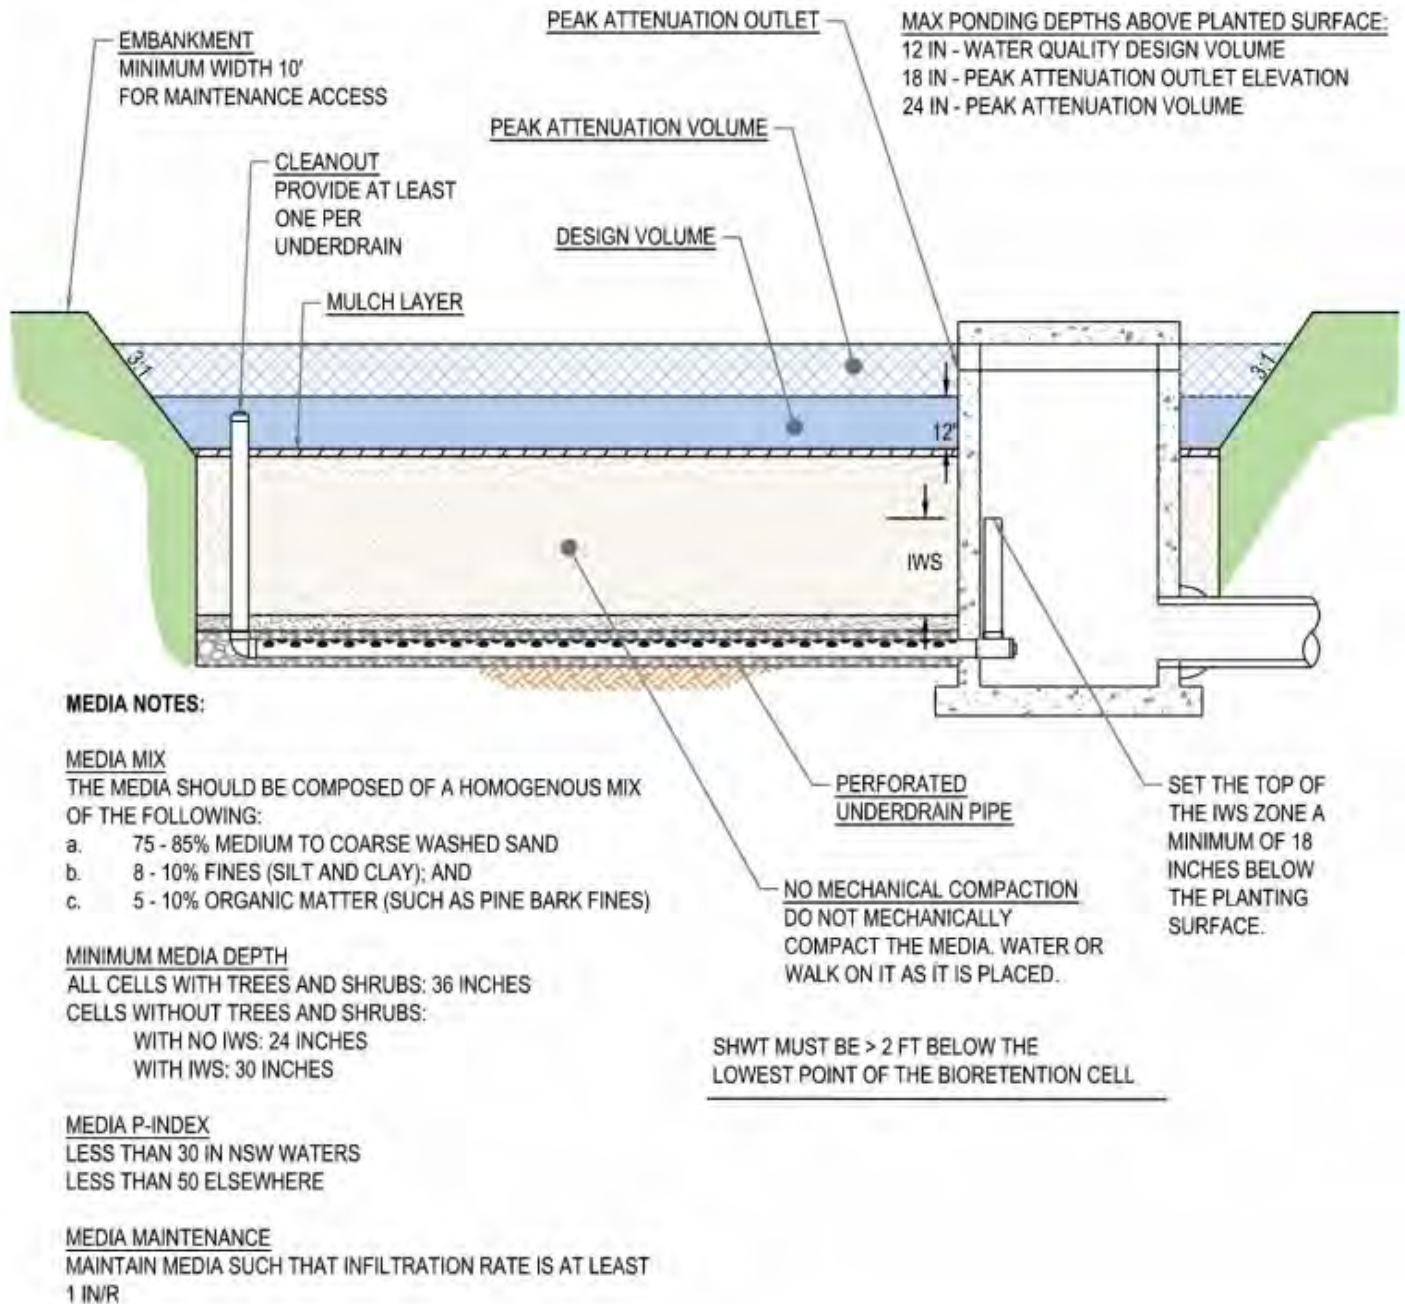 EMBANKMENT
MINIMUM WIDTH 10'
FOR MAINTENANCE ACCESS
PEAK ATTENUATION OUTLET
MAX PONDING DEPTHS ABOVE PLANTED SURFACE:
12 IN - WATER QUALITY DESIGN VOLUME
18 IN - PEAK ATTENUATION OUTLET ELEVATION
24 IN - PEAK ATTENUATION VOLUME
PEAK ATTENUATION VOLUME
CLEANOUT
PROVIDE AT LEAST
ONE PER
UNDERDRAIN
DESIGN VOLUME
MULCH LAYER
3:1
3:1
12"
IWS
MEDIA NOTES:
MEDIA MIX
THE MEDIA SHOULD BE COMPOSED OF A HOMOGENOUS MIX
OF THE FOLLOWING:
a. 75 - 85% MEDIUM TO COARSE WASHED SAND
b. 8 - 10% FINES (SILT AND CLAY); AND
c. 5 - 10% ORGANIC MATTER (SUCH AS PINE BARK FINES)
MINIMUM MEDIA DEPTH
ALL CELLS WITH TREES AND SHRUBS: 36 INCHES
CELLS WITHOUT TREES AND SHRUBS:
WITH NO IWS: 24 INCHES
WITH IWS: 30 INCHES
MEDIA P-INDEX
LESS THAN 30 IN NSW WATERS
LESS THAN 50 ELSEWHERE
MEDIA MAINTENANCE
MAINTAIN MEDIA SUCH THAT INFILTRATION RATE IS AT LEAST
1 IN/R
PERFORATED
UNDERDRAIN PIPE
NO MECHANICAL COMPACTION
DO NOT MECHANICALLY
COMPACT THE MEDIA. WATER OR
WALK ON IT AS IT IS PLACED.
SET THE TOP OF
THE IWS ZONE A
MINIMUM OF 18
INCHES BELOW
THE PLANTING
SURFACE.
SHWT MUST BE > 2 FT BELOW THE
LOWEST POINT OF THE BIORETENTION CELL